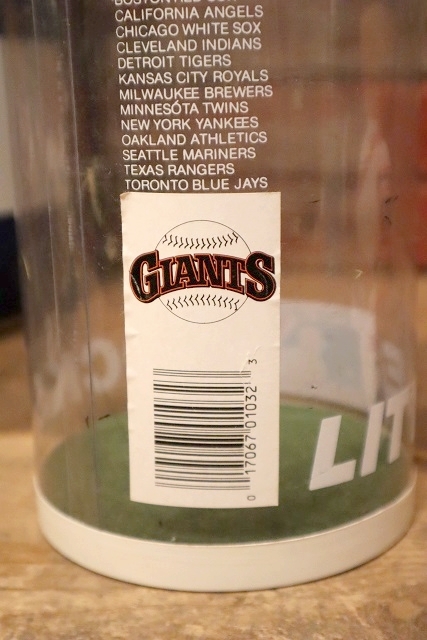 CALIFORNIA ANGELS
CHICAGO WHITE SOX
CLEVELAND INDIANS
DETROIT TIGERS
KANSAS CITY ROYALS
MILWAUKEE BREWERS
MINNESOTA TWINS
NEW YORK YANKEES
OAKLAND ATHLETICS
SEATTLE MARINERS
TEXAS RANGERS
TORONTO BLUE JAYS
GIANTS
0 17067 01032 3
LIT